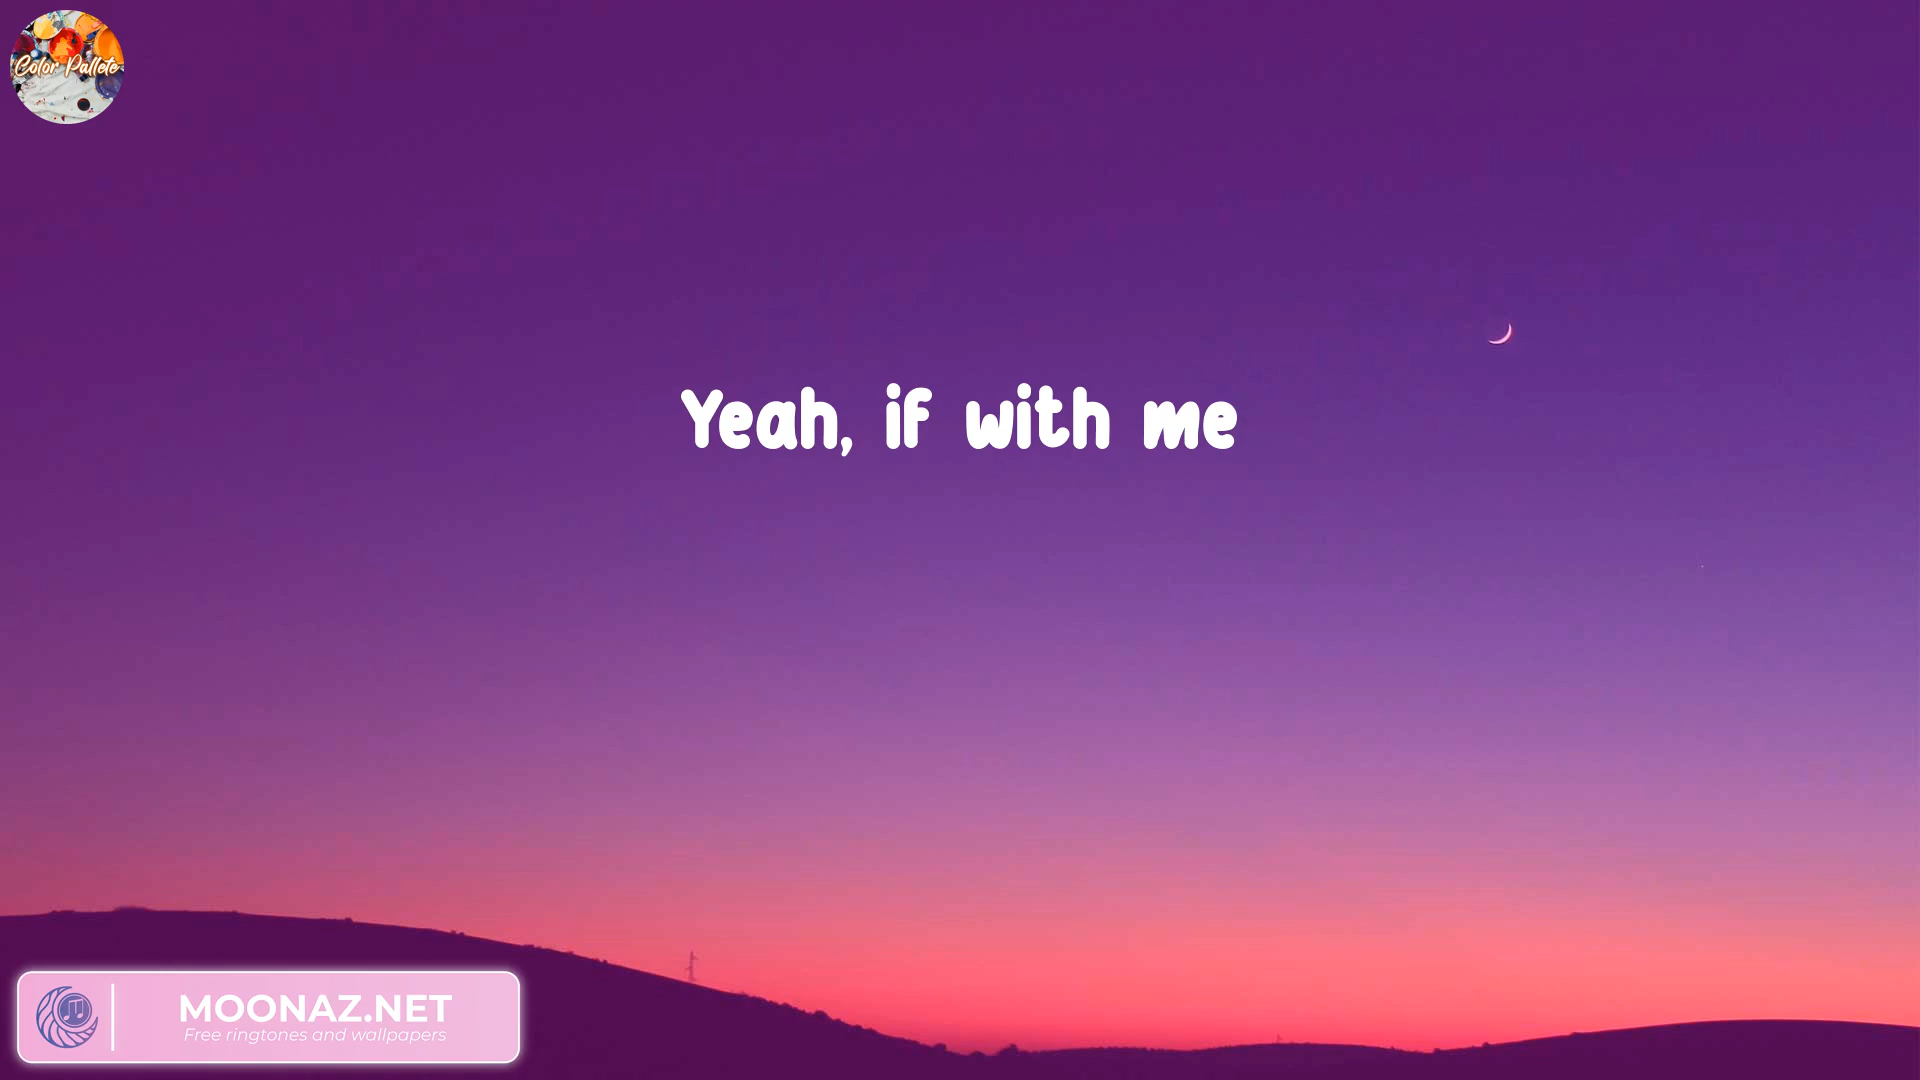 Color Pallete
Yeah, if with me
MOONAZ.NET
Free ringtones and wallpapers